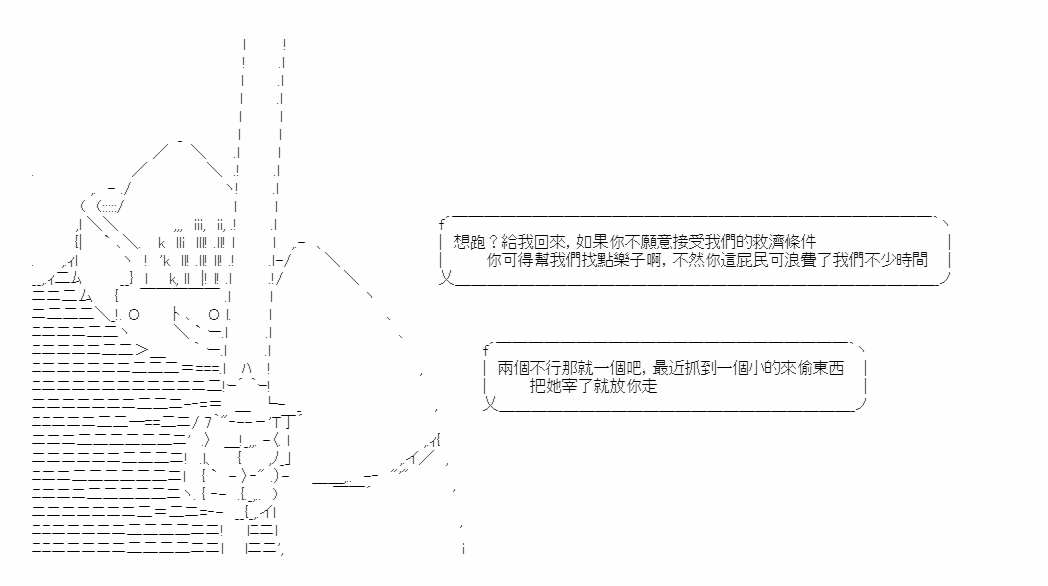 想跑？給我回來, 如果你不願意接受我們的救濟條件
你可得幫我們找點樂子啊, 不然你這屁民可浪費了我們不少時間
兩個不行那就一個吧, 最近抓到一個小的來偷東西
把她宰了就放你走